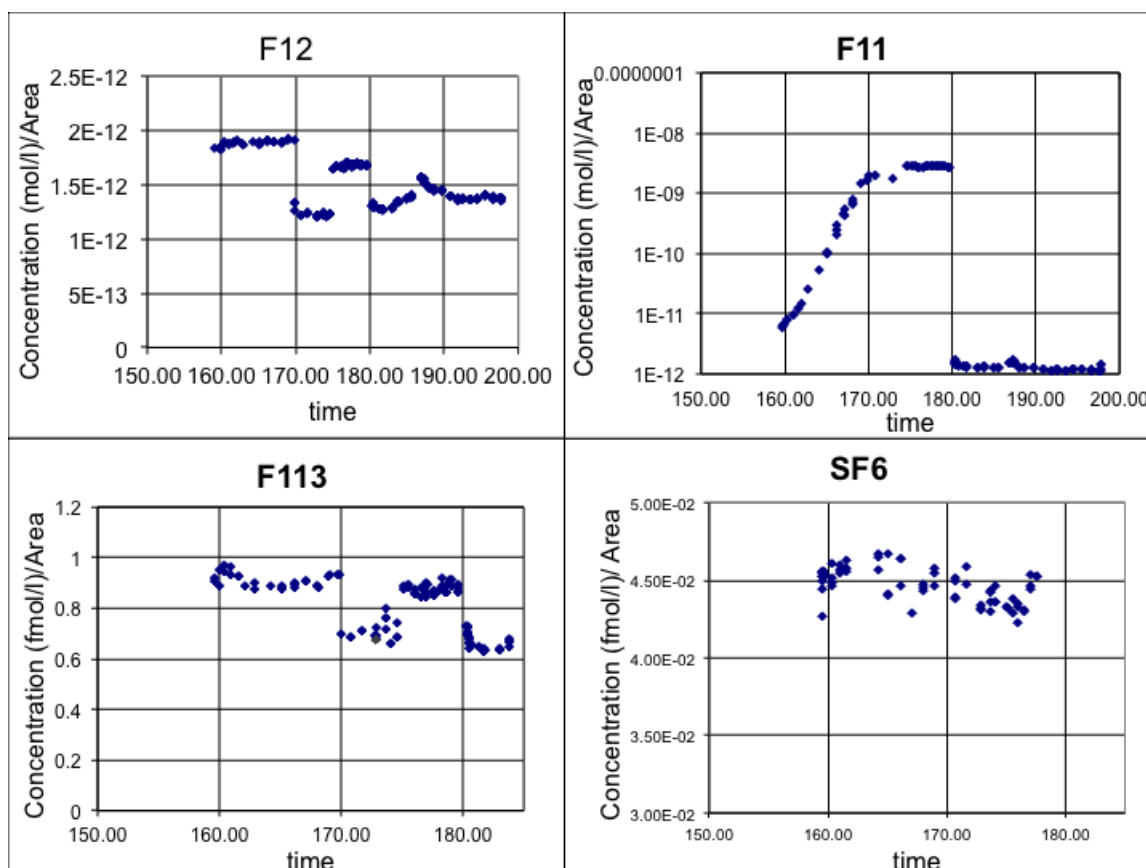 F12
Concentration (mol/l)/Area
2.5E-12
2E-12
1.5E-12
1E-12
5E-13
0
150.00 160.00 170.00 180.00 190.00 200.00
time
F11
Concentration (mol/l)/Area
0.0000001
1E-08
1E-09
1E-10
1E-11
1E-12
150.00 160.00 170.00 180.00 190.00 200.00
time
F113
Concentration (fmol/l)/Area
1.2
1
0.8
0.6
0.4
0.2
0
150.00 160.00 170.00 180.00
time
SF6
Concentration (fmol/l)/ Area
5.00E-02
4.50E-02
4.00E-02
3.50E-02
3.00E-02
150.00 160.00 170.00 180.00
time